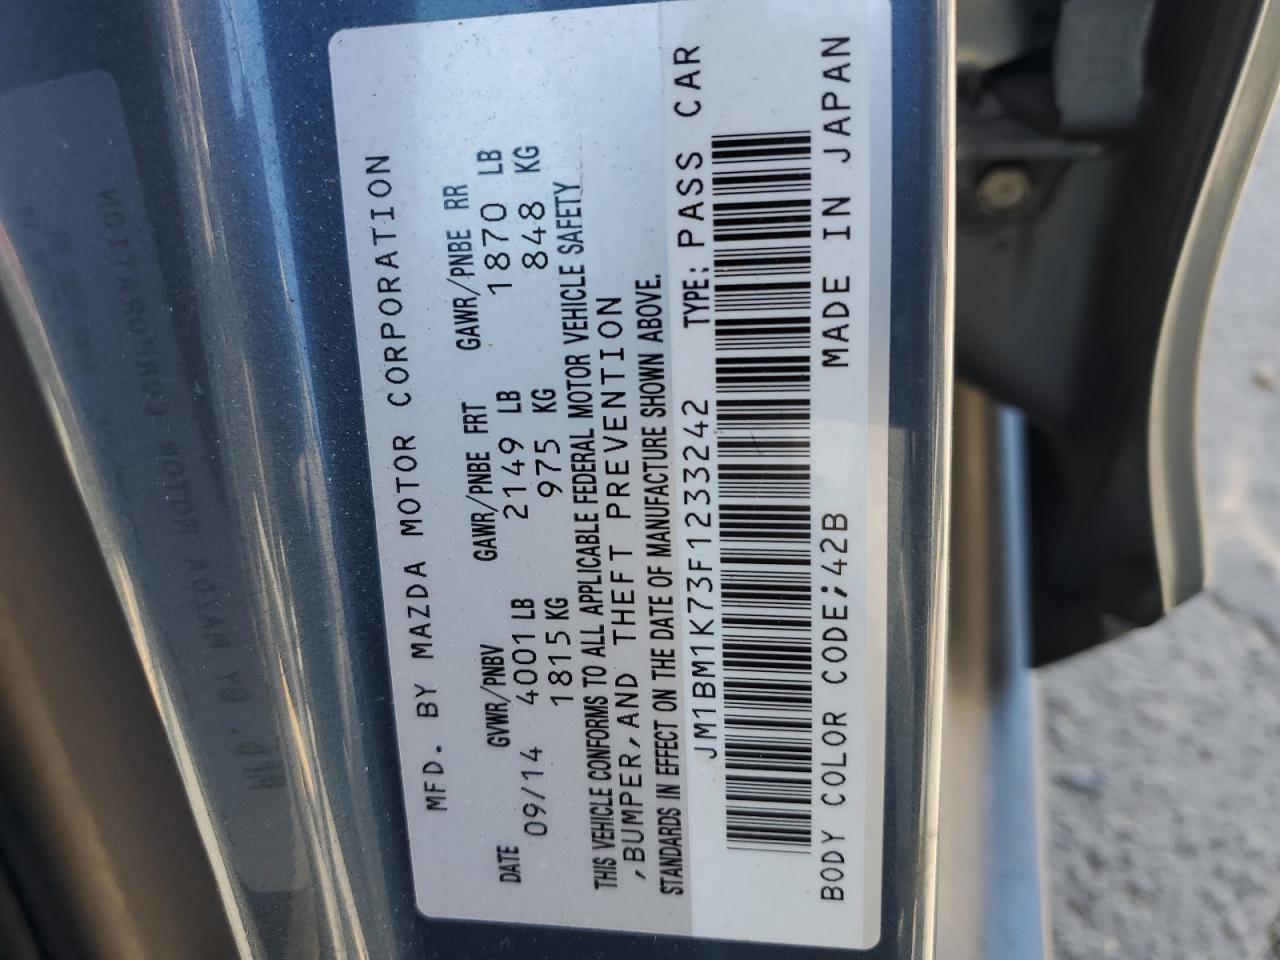 MFD. BY MAZDA MOTOR CORPORATION
DATE GVWR/PNBV GAWR/PNBE FRT GAWR/PNBE RR
09/14 4001 LB 2149 LB 1870 LB
1815 KG 975 KG 848 KG
THIS VEHICLE CONFORMS TO ALL APPLICABLE FEDERAL MOTOR VEHICLE SAFETY
,BUMPER,AND THEFT PREVENTION
STANDARDS IN EFFECT ON THE DATE OF MANUFACTURE SHOWN ABOVE.
JM1BM1K73F1233242 TYPE: PASS CAR
BODY COLOR CODE;42B MADE IN JAPAN